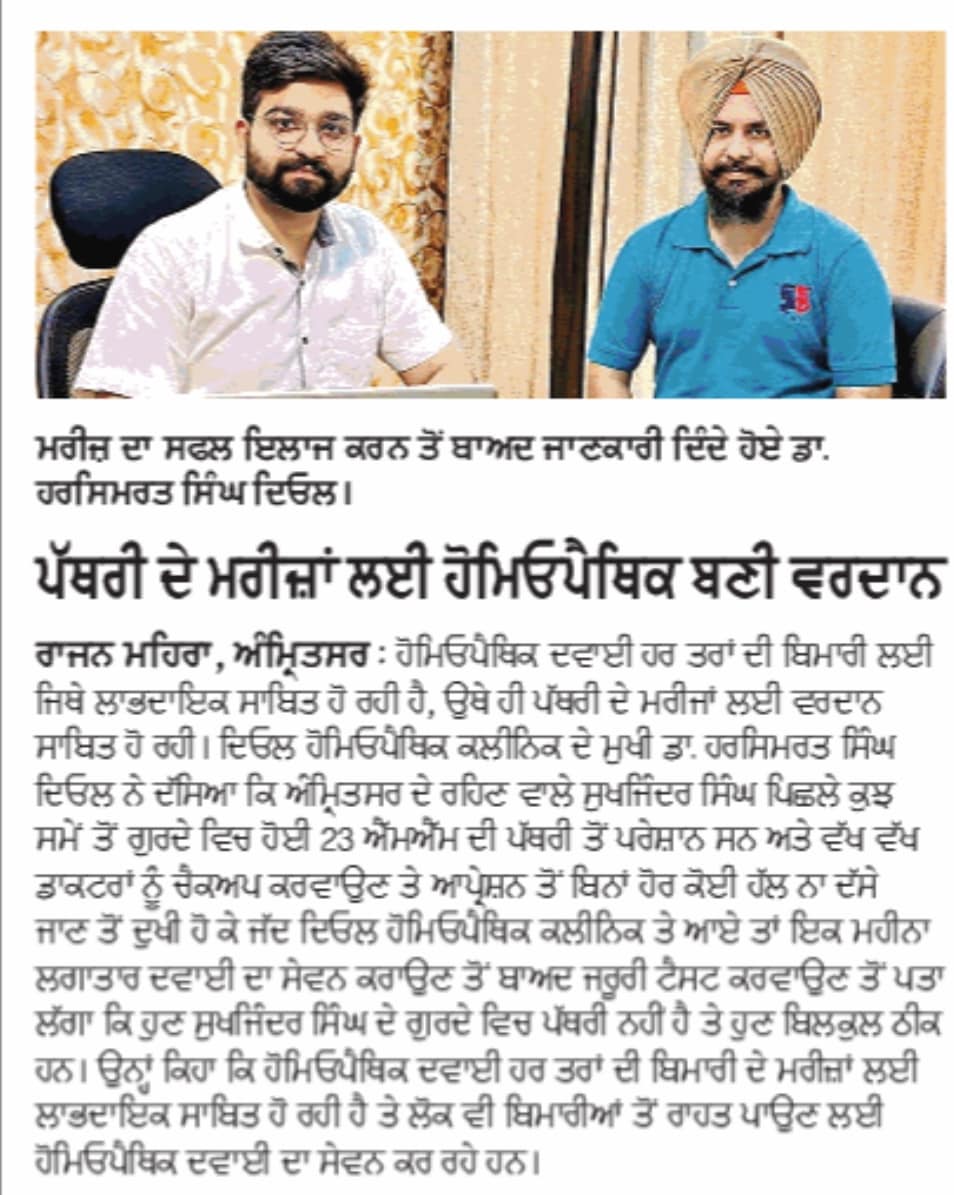 ਮਰੀਜ਼ ਦਾ ਸਫਲ ਇਲਾਜ ਕਰਨ ਤੋਂ ਬਾਅਦ ਜਾਣਕਾਰੀ ਦਿੰਦੇ ਹੋਏ ਡਾ.
ਹਰਸਿਮਰਤ ਸਿੰਘ ਦਿਓਲ।
ਪੱਥਰੀ ਦੇ ਮਰੀਜ਼ਾਂ ਲਈ ਹੋਮਿਓਪੈਥਿਕ ਬਣੀ ਵਰਦਾਨ
ਰਾਜਨ ਮਹਿਰਾ, ਅੰਮ੍ਰਿਤਸਰ : ਹੋਮਿਓਪੈਥਿਕ ਦਵਾਈ ਹਰ ਤਰਾਂ ਦੀ ਬਿਮਾਰੀ ਲਈ
ਜਿਥੇ ਲਾਭਦਾਇਕ ਸਾਬਿਤ ਹੋ ਰਹੀ ਹੈ, ਉਥੇ ਹੀ ਪੱਥਰੀ ਦੇ ਮਰੀਜਾਂ ਲਈ ਵਰਦਾਨ
ਸਾਬਿਤ ਹੋ ਰਹੀ। ਦਿਓਲ ਹੋਮਿਓਪੈਥਿਕ ਕਲੀਨਿਕ ਦੇ ਮੁਖੀ ਡਾ. ਹਰਸਿਮਰਤ ਸਿੰਘ
ਦਿਓਲ ਨੇ ਦੱਸਿਆ ਕਿ ਅੰਮ੍ਰਿਤਸਰ ਦੇ ਰਹਿਣ ਵਾਲੇ ਸੁਖਜਿੰਦਰ ਸਿੰਘ ਪਿਛਲੇ ਕੁਝ
ਸਮੇਂ ਤੋਂ ਗੁਰਦੇ ਵਿਚ ਹੋਈ 23 ਐੱਮਐੱਮ ਦੀ ਪੱਥਰੀ ਤੋਂ ਪਰੇਸ਼ਾਨ ਸਨ ਅਤੇ ਵੱਖ ਵੱਖ
ਡਾਕਟਰਾਂ ਨੂੰ ਚੈਕਅਪ ਕਰਵਾਉਣ ਤੇ ਆਪ੍ਰੇਸ਼ਨ ਤੋਂ ਬਿਨਾਂ ਹੋਰ ਕੋਈ ਹੱਲ ਨਾ ਦੱਸੇ
ਜਾਣ ਤੋਂ ਦੁਖੀ ਹੋ ਕੇ ਜੱਦ ਦਿਓਲ ਹੋਮਿਓਪੈਥਿਕ ਕਲੀਨਿਕ ਤੇ ਆਏ ਤਾਂ ਇਕ ਮਹੀਨਾ
ਲਗਾਤਾਰ ਦਵਾਈ ਦਾ ਸੇਵਨ ਕਰਾਉਣ ਤੋਂ ਬਾਅਦ ਜਰੂਰੀ ਟੈਸਟ ਕਰਵਾਉਣ ਤੋਂ ਪਤਾ
ਲੱਗਾ ਕਿ ਹੁਣ ਸੁਖਜਿੰਦਰ ਸਿੰਘ ਦੇ ਗੁਰਦੇ ਵਿਚ ਪੱਥਰੀ ਨਹੀਂ ਹੈ ਤੇ ਹੁਣ ਬਿਲਕੁਲ ਠੀਕ
ਹਨ। ਉਨ੍ਹਾਂ ਕਿਹਾ ਕਿ ਹੋਮਿਓਪੈਥਿਕ ਦਵਾਈ ਹਰ ਤਰਾਂ ਦੀ ਬਿਮਾਰੀ ਦੇ ਮਰੀਜ਼ਾਂ ਲਈ
ਲਾਭਦਾਇਕ ਸਾਬਿਤ ਹੋ ਰਹੀ ਹੈ ਤੇ ਲੋਕ ਵੀ ਬਿਮਾਰੀਆਂ ਤੋਂ ਰਾਹਤ ਪਾਉਣ ਲਈ
ਹੋਮਿਓਪੈਥਿਕ ਦਵਾਈ ਦਾ ਸੇਵਨ ਕਰ ਰਹੇ ਹਨ।